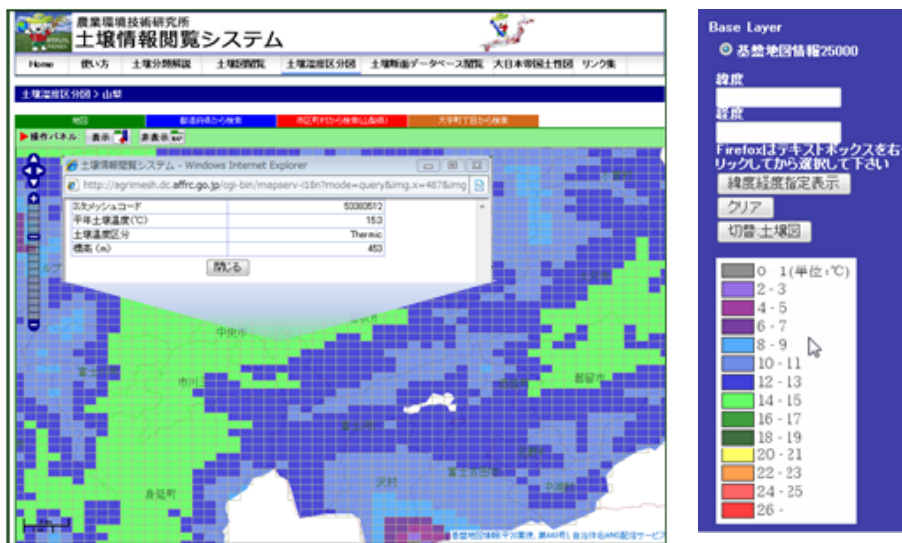 農業環境技術研究所
土壌情報閲覧システム
Home 使い方 土壌分類解説 土壌図閲覧 土壌温度区分図 土壌断面データベース閲覧 大日本帝国土性図 リンク集
土壌温度区分図 > 山梨
地図 都道府県から検索 市区町村から検索(山梨県) 大字町丁目から検索
▶操作パネル: 表示 非表示
土壌情報閲覧システム - Windows Internet Explorer
http://agrimesh.dc.affrc.go.jp/cgi-bin/mapserv-i18n?mode=query&img.x=487&img
3次メッシュコード 53383512
平年土壌温度(℃) 15.3
土壌温度区分 Thermic
標高 (m) 453
閉じる
中央市
都留市
身延町
Base Layer
基盤地図情報25000
緯度
経度
Firefoxはテキストボックスを右
リックしてから選択して下さい
緯度経度指定表示
クリア
切替:土壌図
0 1(単位:℃)
2 - 3
4 - 5
6 - 7
8 - 9
10 - 11
12 - 13
14 - 15
16 - 17
18 - 19
20 - 21
22 - 23
24 - 25
26 -